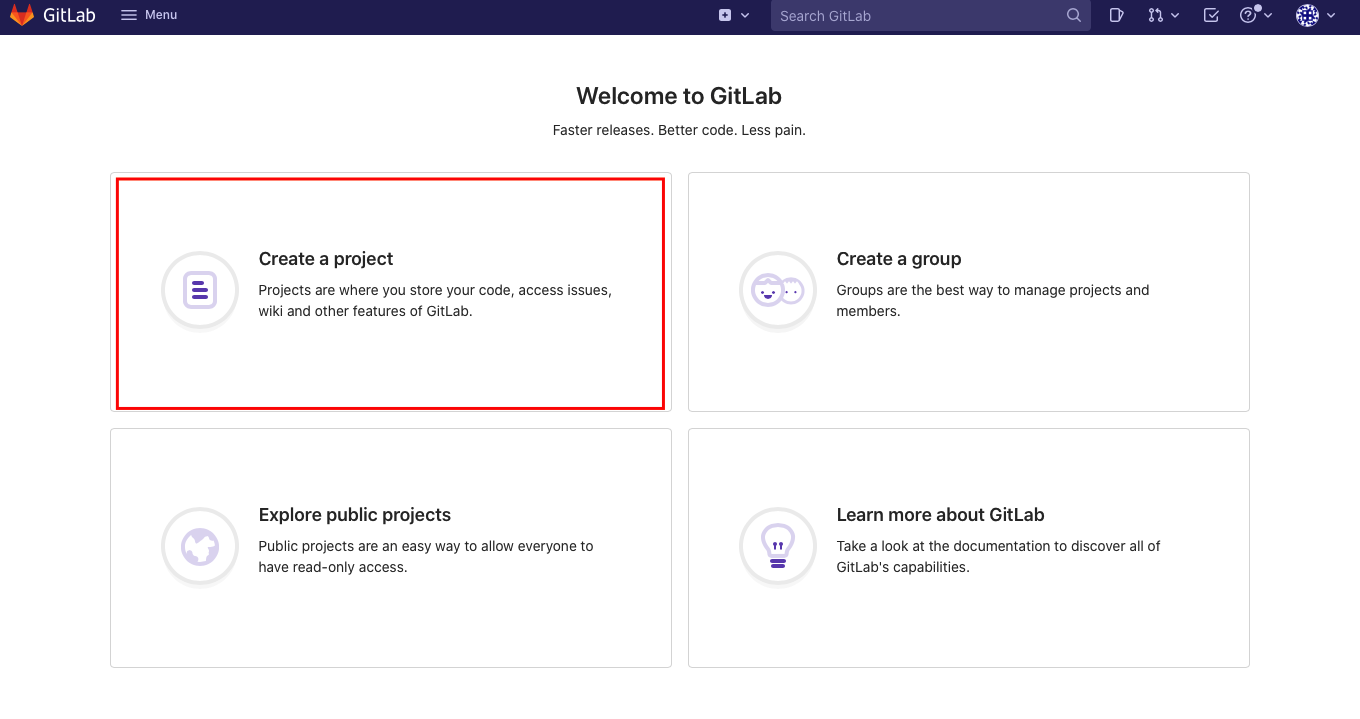 GitLab
Menu
Search GitLab
Welcome to GitLab
Faster releases. Better code. Less pain.
Create a project
Projects are where you store your code, access issues,
wiki and other features of GitLab.
Create a group
Groups are the best way to manage projects and
members.
Explore public projects
Public projects are an easy way to allow everyone to
have read-only access.
Learn more about GitLab
Take a look at the documentation to discover all of
GitLab's capabilities.